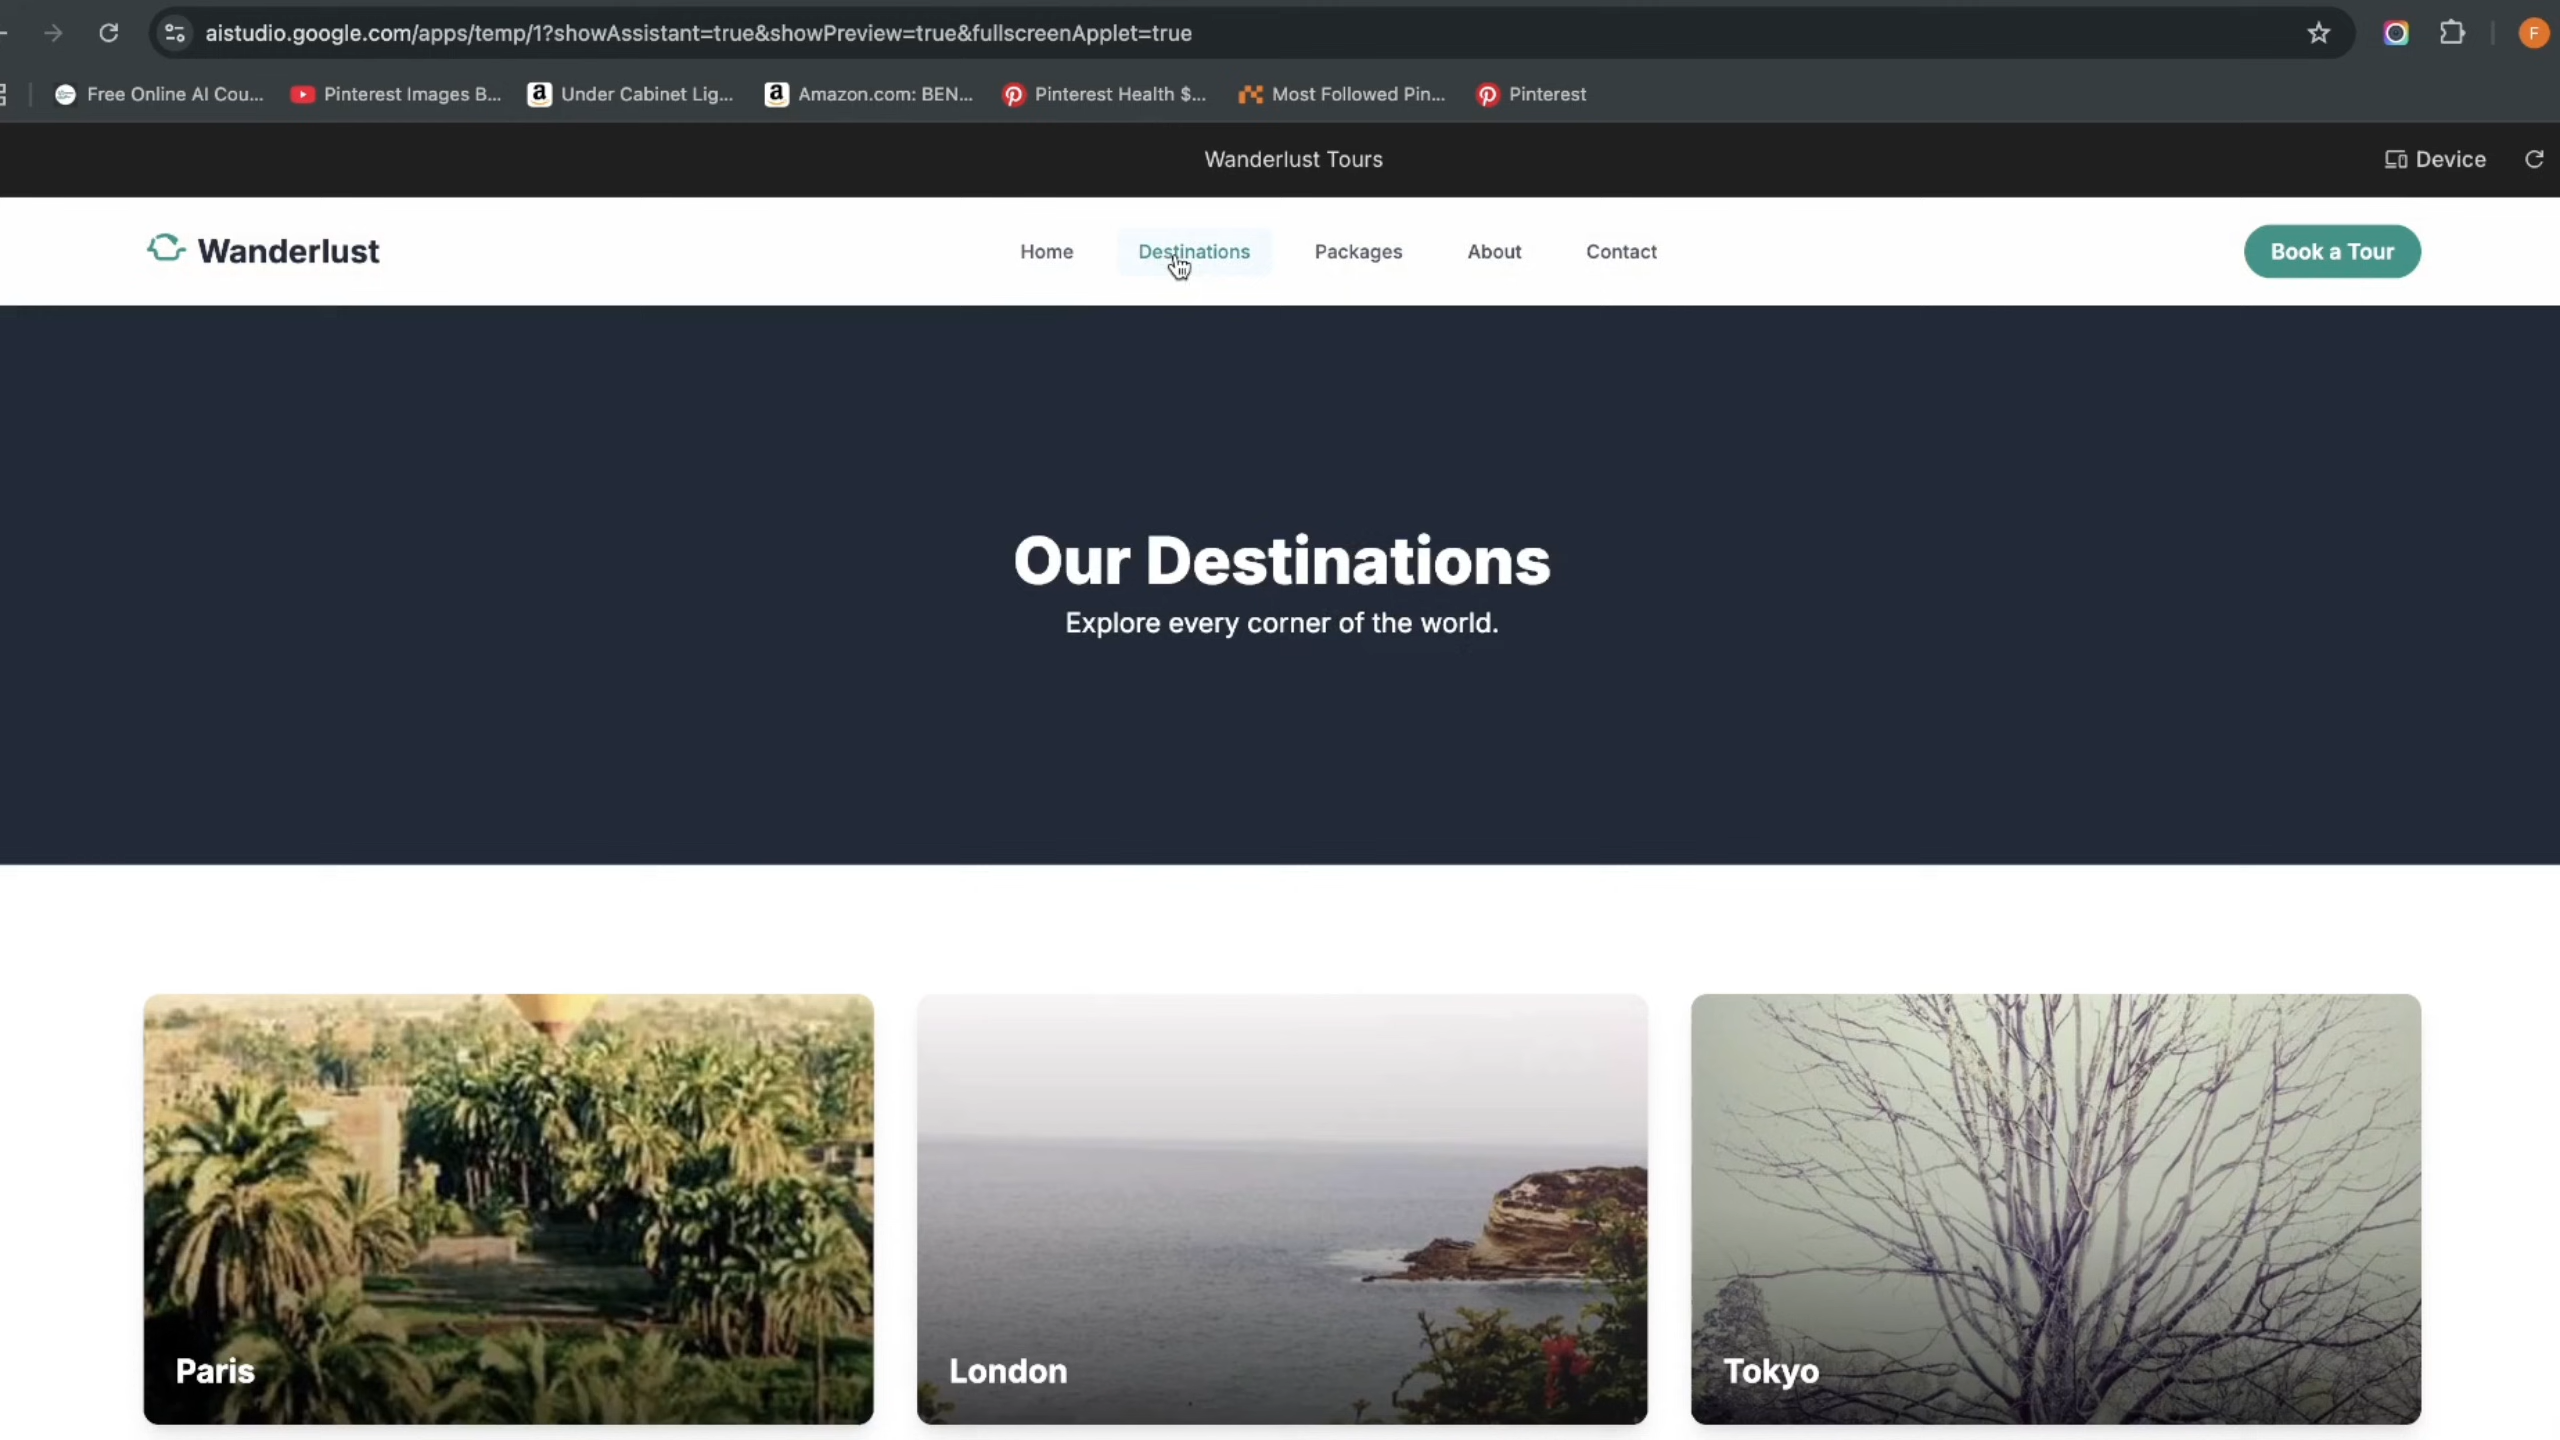 aistudio.google.com/apps/temp/1?showAssistant=true&showPreview=true&fullscreenApplet=true
F
Free Online AI Cou...
Pinterest Images B...
Under Cabinet Lig...
Amazon.com: BEN...
Pinterest Health $...
Most Followed Pin...
Pinterest
Wanderlust Tours
Device
Wanderlust
Home
Destinations
Packages
About
Contact
Book a Tour
Our Destinations
Explore every corner of the world.
Paris
London
Tokyo